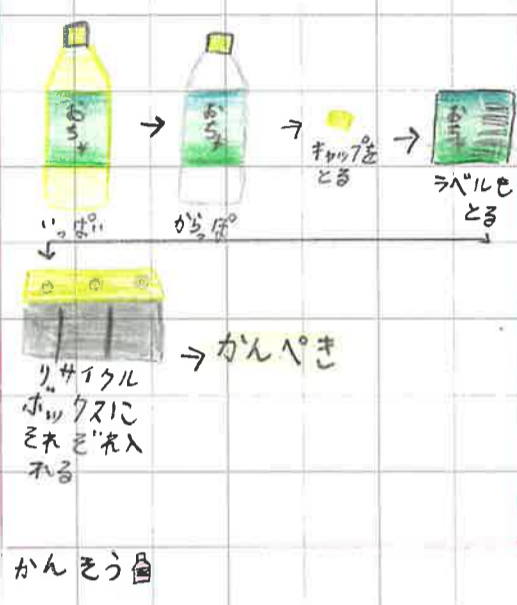 おちゃ
いっぱい
おちゃ
からっぽ
キャップを
とる
おちゃ
ラベルを
とる
リサイクル
ボックスに
それぞれ入
れる
かんぺき
かんそう